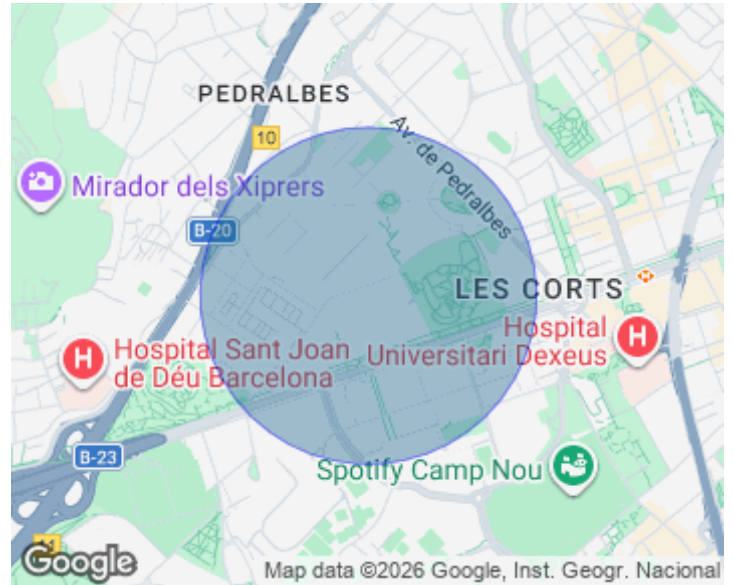 PEDRALBES
10
Av. de Pedralbes
Mirador dels Xiprers
B-20
LES CORTS
Hospital
Universitari Dexeus
H
H
Hospital Sant Joan
de Déu Barcelona
B-23
Spotify Camp Nou
Google
Map data ©2026 Google, Inst. Geogr. Nacional